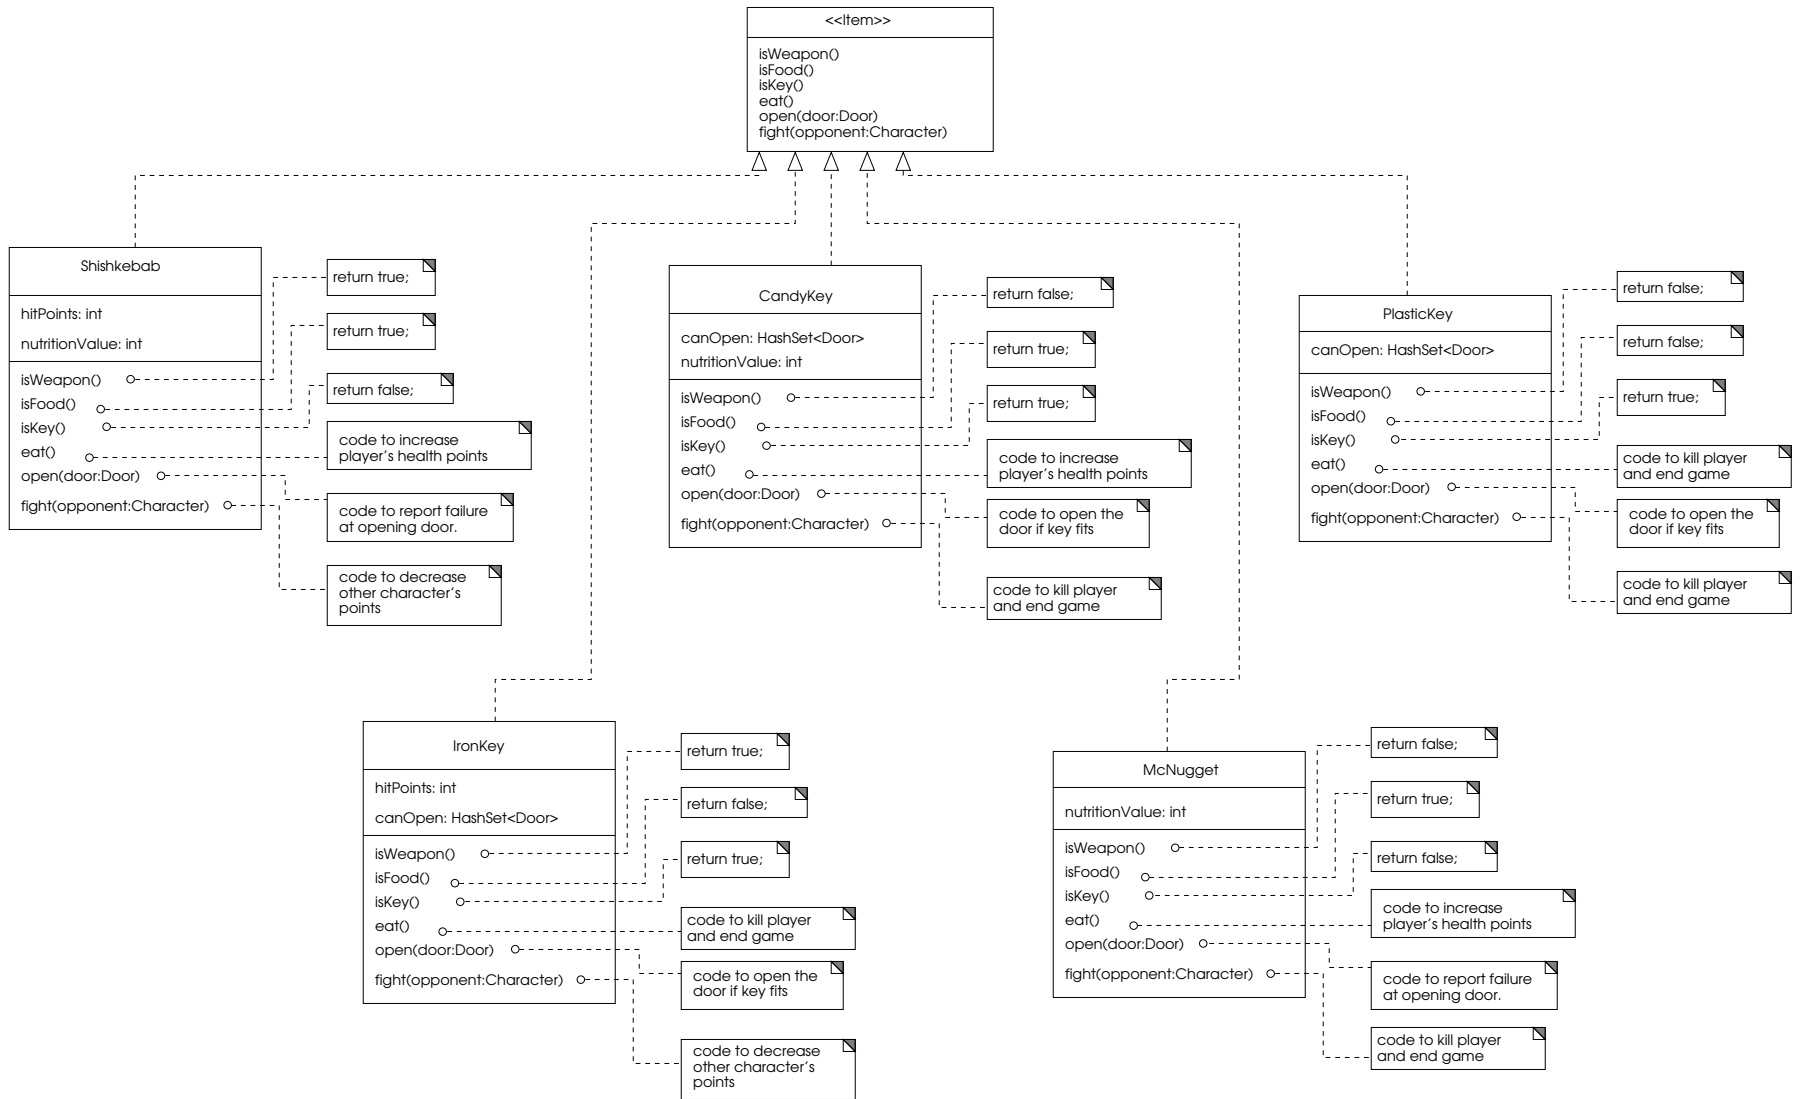 <<Item>>
isWeapon()
isFood()
isKey()
eat()
open(door:Door)
fight(opponent:Character)
Shishkebab
hitPoints: int
nutritionValue: int
isWeapon()
isFood()
isKey()
eat()
open(door:Door)
fight(opponent:Character)
return true;
return true;
return false;
code to increase
player's health points
code to report failure
at opening door.
code to decrease
other character's
points
CandyKey
canOpen: HashSet<Door>
nutritionValue: int
isWeapon()
isFood()
isKey()
eat()
open(door:Door)
fight(opponent:Character)
return false;
return true;
return true;
code to increase
player's health points
code to open the
door if key fits
code to kill player
and end game
PlasticKey
canOpen: HashSet<Door>
isWeapon()
isFood()
isKey()
eat()
open(door:Door)
fight(opponent:Character)
return false;
return false;
return true;
code to kill player
and end game
code to open the
door if key fits
code to kill player
and end game
IronKey
hitPoints: int
canOpen: HashSet<Door>
isWeapon()
isFood()
isKey()
eat()
open(door:Door)
fight(opponent:Character)
return true;
return false;
return true;
code to kill player
and end game
code to open the
door if key fits
code to decrease
other character's
points
McNugget
nutritionValue: int
isWeapon()
isFood()
isKey()
eat()
open(door:Door)
fight(opponent:Character)
return false;
return true;
return false;
code to increase
player's health points
code to report failure
at opening door.
code to kill player
and end game